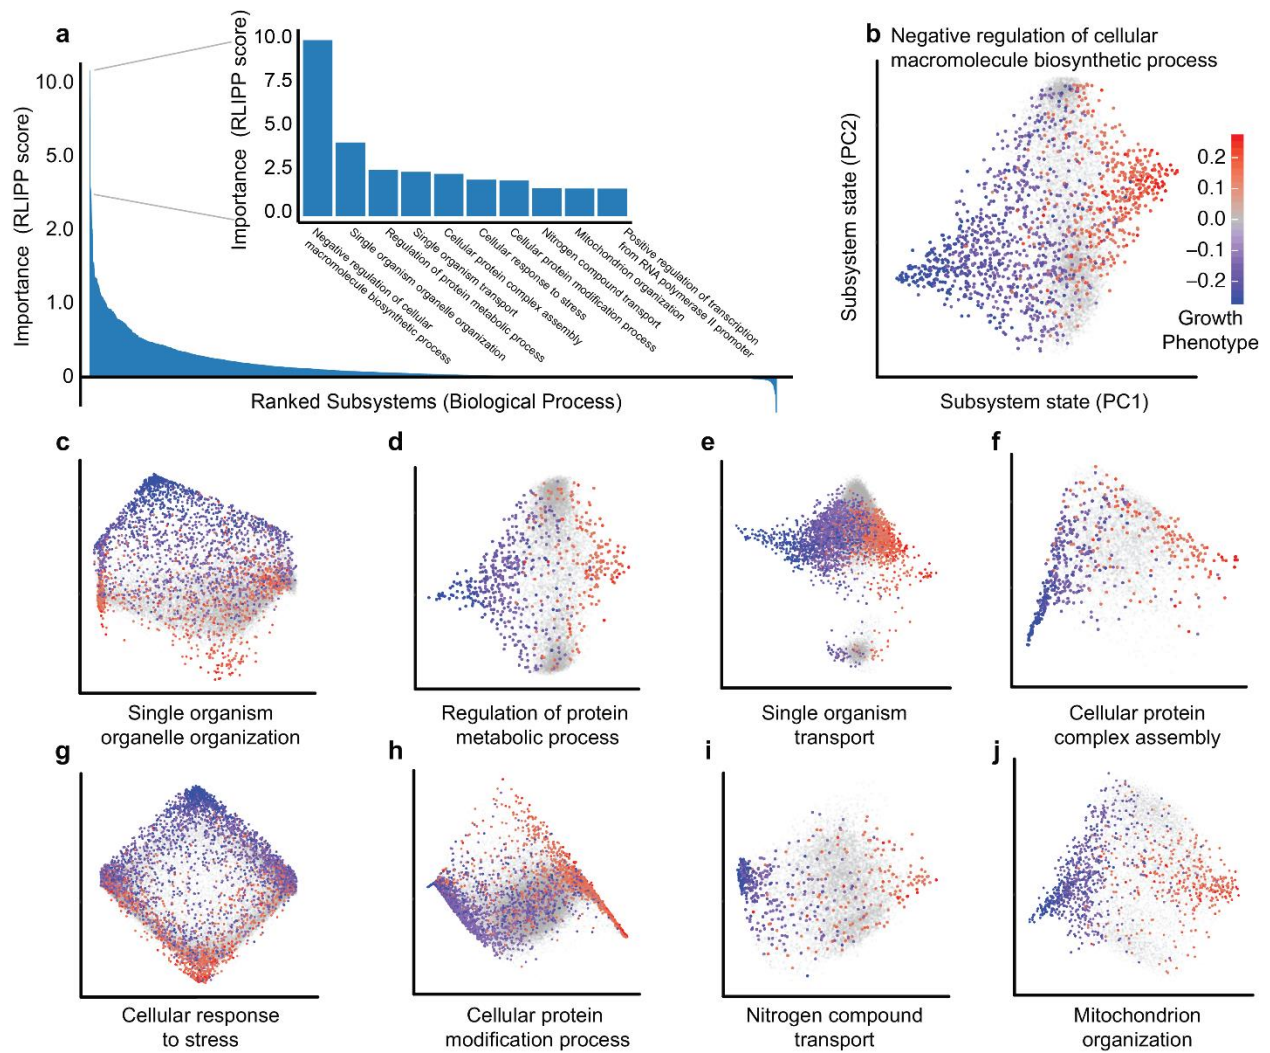 a
Importance (RLIPP score)
10.0
5.0
2.0
1.0
0
Ranked Subsystems (Biological Process)
Importance (RLIPP score)
10.0
7.5
5.0
2.5
0.0
Negative regulation of cellular
macromolecule biosynthetic process
Single organism organelle organization
Regulation of protein metabolic process
Single organism transport
Cellular protein complex assembly
Cellular response to stress
Cellular protein modification process
Nitrogen compound transport
Mitochondrion organization
Positive regulation of transcription
from RNA polymerase II promoter
b
Negative regulation of cellular
macromolecule biosynthetic process
Subsystem state (PC2)
Subsystem state (PC1)
0.2
0.1
0.0
−0.1
−0.2
Growth
Phenotype
c
Single organism
organelle organization
d
Regulation of protein
metabolic process
e
Single organism
transport
f
Cellular protein
complex assembly
g
Cellular response
to stress
h
Cellular protein
modification process
i
Nitrogen compound
transport
j
Mitochondrion
organization